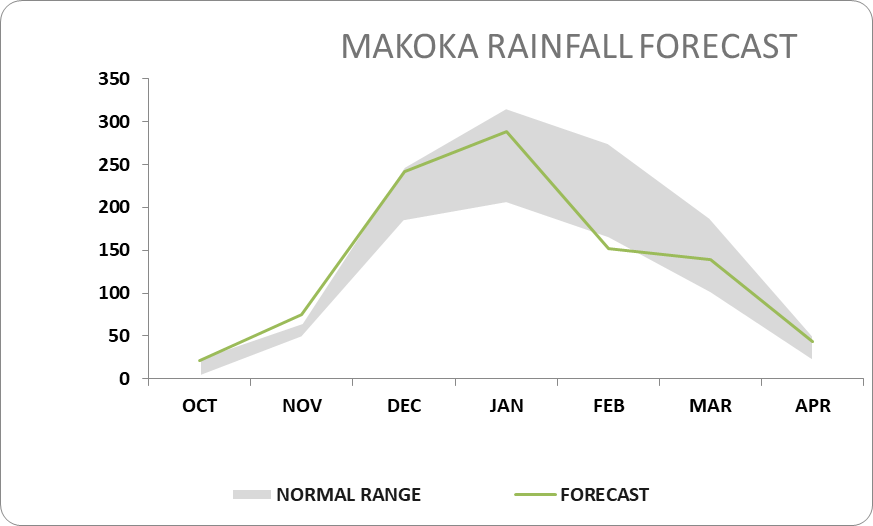 MAKOKA RAINFALL FORECAST
350
300
250
200
150
100
50
0
OCT NOV DEC JAN FEB MAR APR
NORMAL RANGE FORECAST